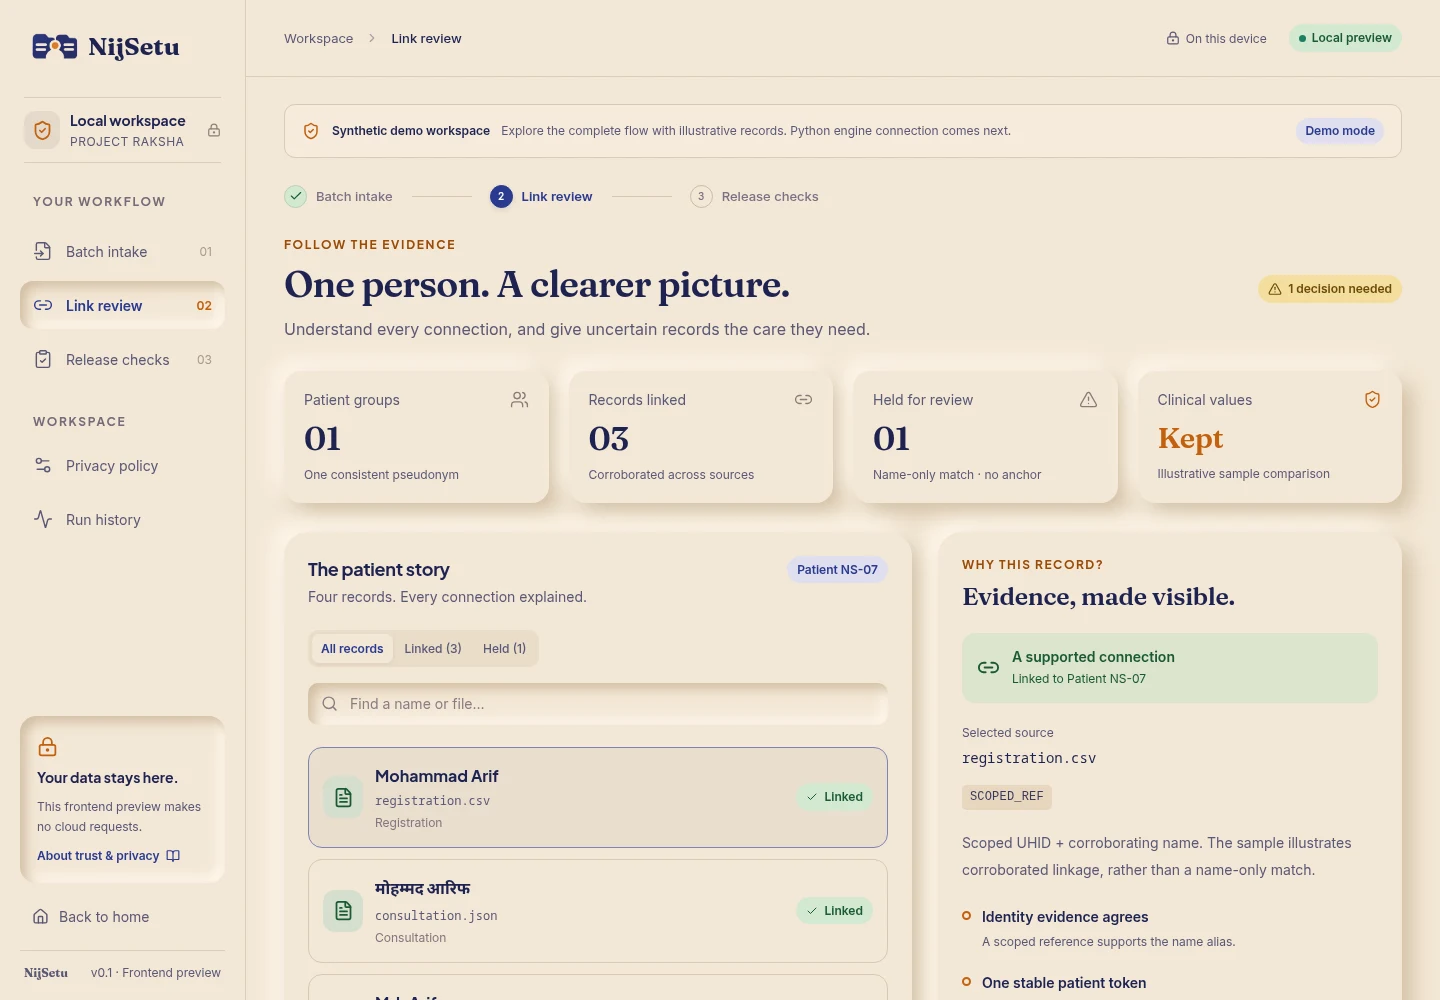 NijSetu
Local workspace
PROJECT RAKSHA
YOUR WORKFLOW
Batch intake 01
Link review 02
Release checks 03
WORKSPACE
Privacy policy
Run history
Your data stays here.
This frontend preview makes
no cloud requests.
About trust & privacy
Back to home
NijSetu v0.1 · Frontend preview
Workspace > Link review
On this device
Local preview
Synthetic demo workspace Explore the complete flow with illustrative records. Python engine connection comes next.
Demo mode
Batch intake 2 Link review 3 Release checks
FOLLOW THE EVIDENCE
One person. A clearer picture.
1 decision needed
Understand every connection, and give uncertain records the care they need.
Patient groups
01
One consistent pseudonym
Records linked
03
Corroborated across sources
Held for review
01
Name-only match · no anchor
Clinical values
Kept
Illustrative sample comparison
The patient story
Patient NS-07
Four records. Every connection explained.
All records Linked (3) Held (1)
Find a name or file...
Mohammad Arif
registration.csv
Registration
Linked
मोहम्मद आरिफ
consultation.json
Consultation
Linked
WHY THIS RECORD?
Evidence, made visible.
A supported connection
Linked to Patient NS-07
Selected source
registration.csv
SCOPED_REF
Scoped UHID + corroborating name. The sample illustrates
corroborated linkage, rather than a name-only match.
Identity evidence agrees
A scoped reference supports the name alias.
One stable patient token